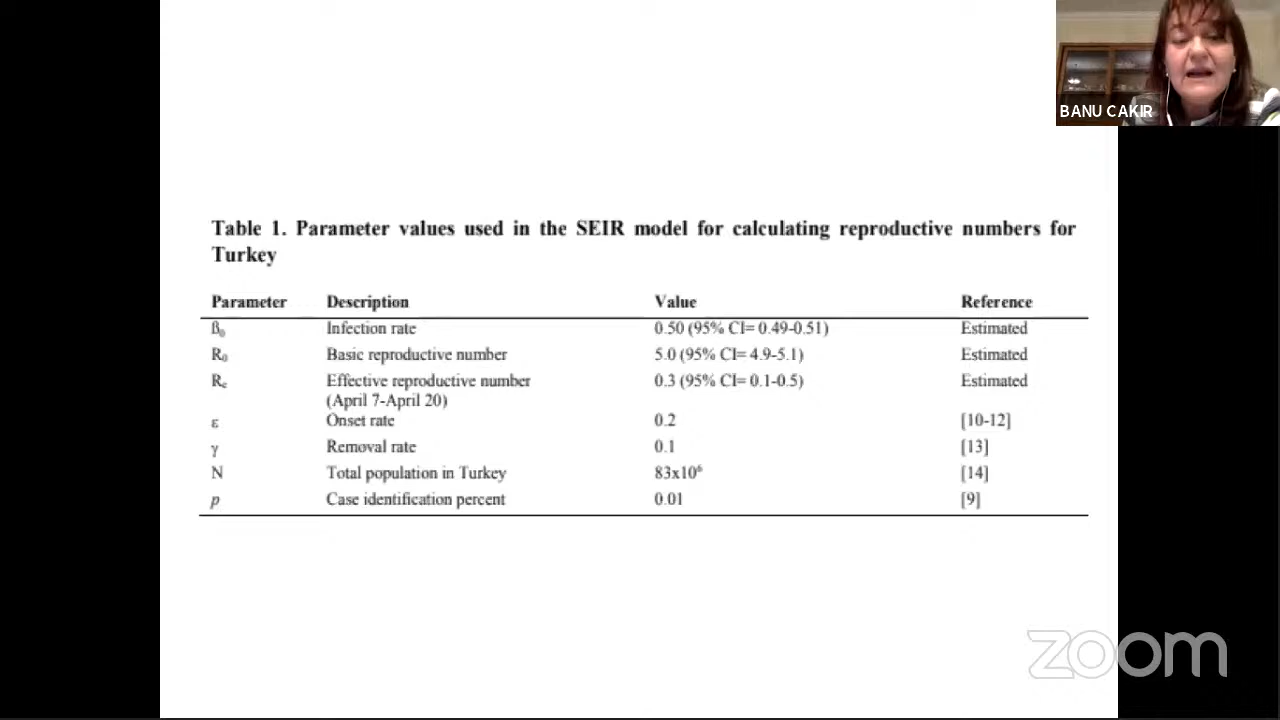 BANU CAKIR
Table 1. Parameter values used in the SEIR model for calculating reproductive numbers for
Turkey
Parameter Description Value Reference
ß₀ Infection rate 0.50 (95% CI= 0.49-0.51) Estimated
R₀ Basic reproductive number 5.0 (95% CI= 4.9-5.1) Estimated
Rₑ Effective reproductive number 0.3 (95% CI= 0.1-0.5) Estimated
(April 7-April 20)
ε Onset rate 0.2 [10-12]
γ Removal rate 0.1 [13]
N Total population in Turkey 83x10⁶ [14]
p Case identification percent 0.01 [9]
zoom